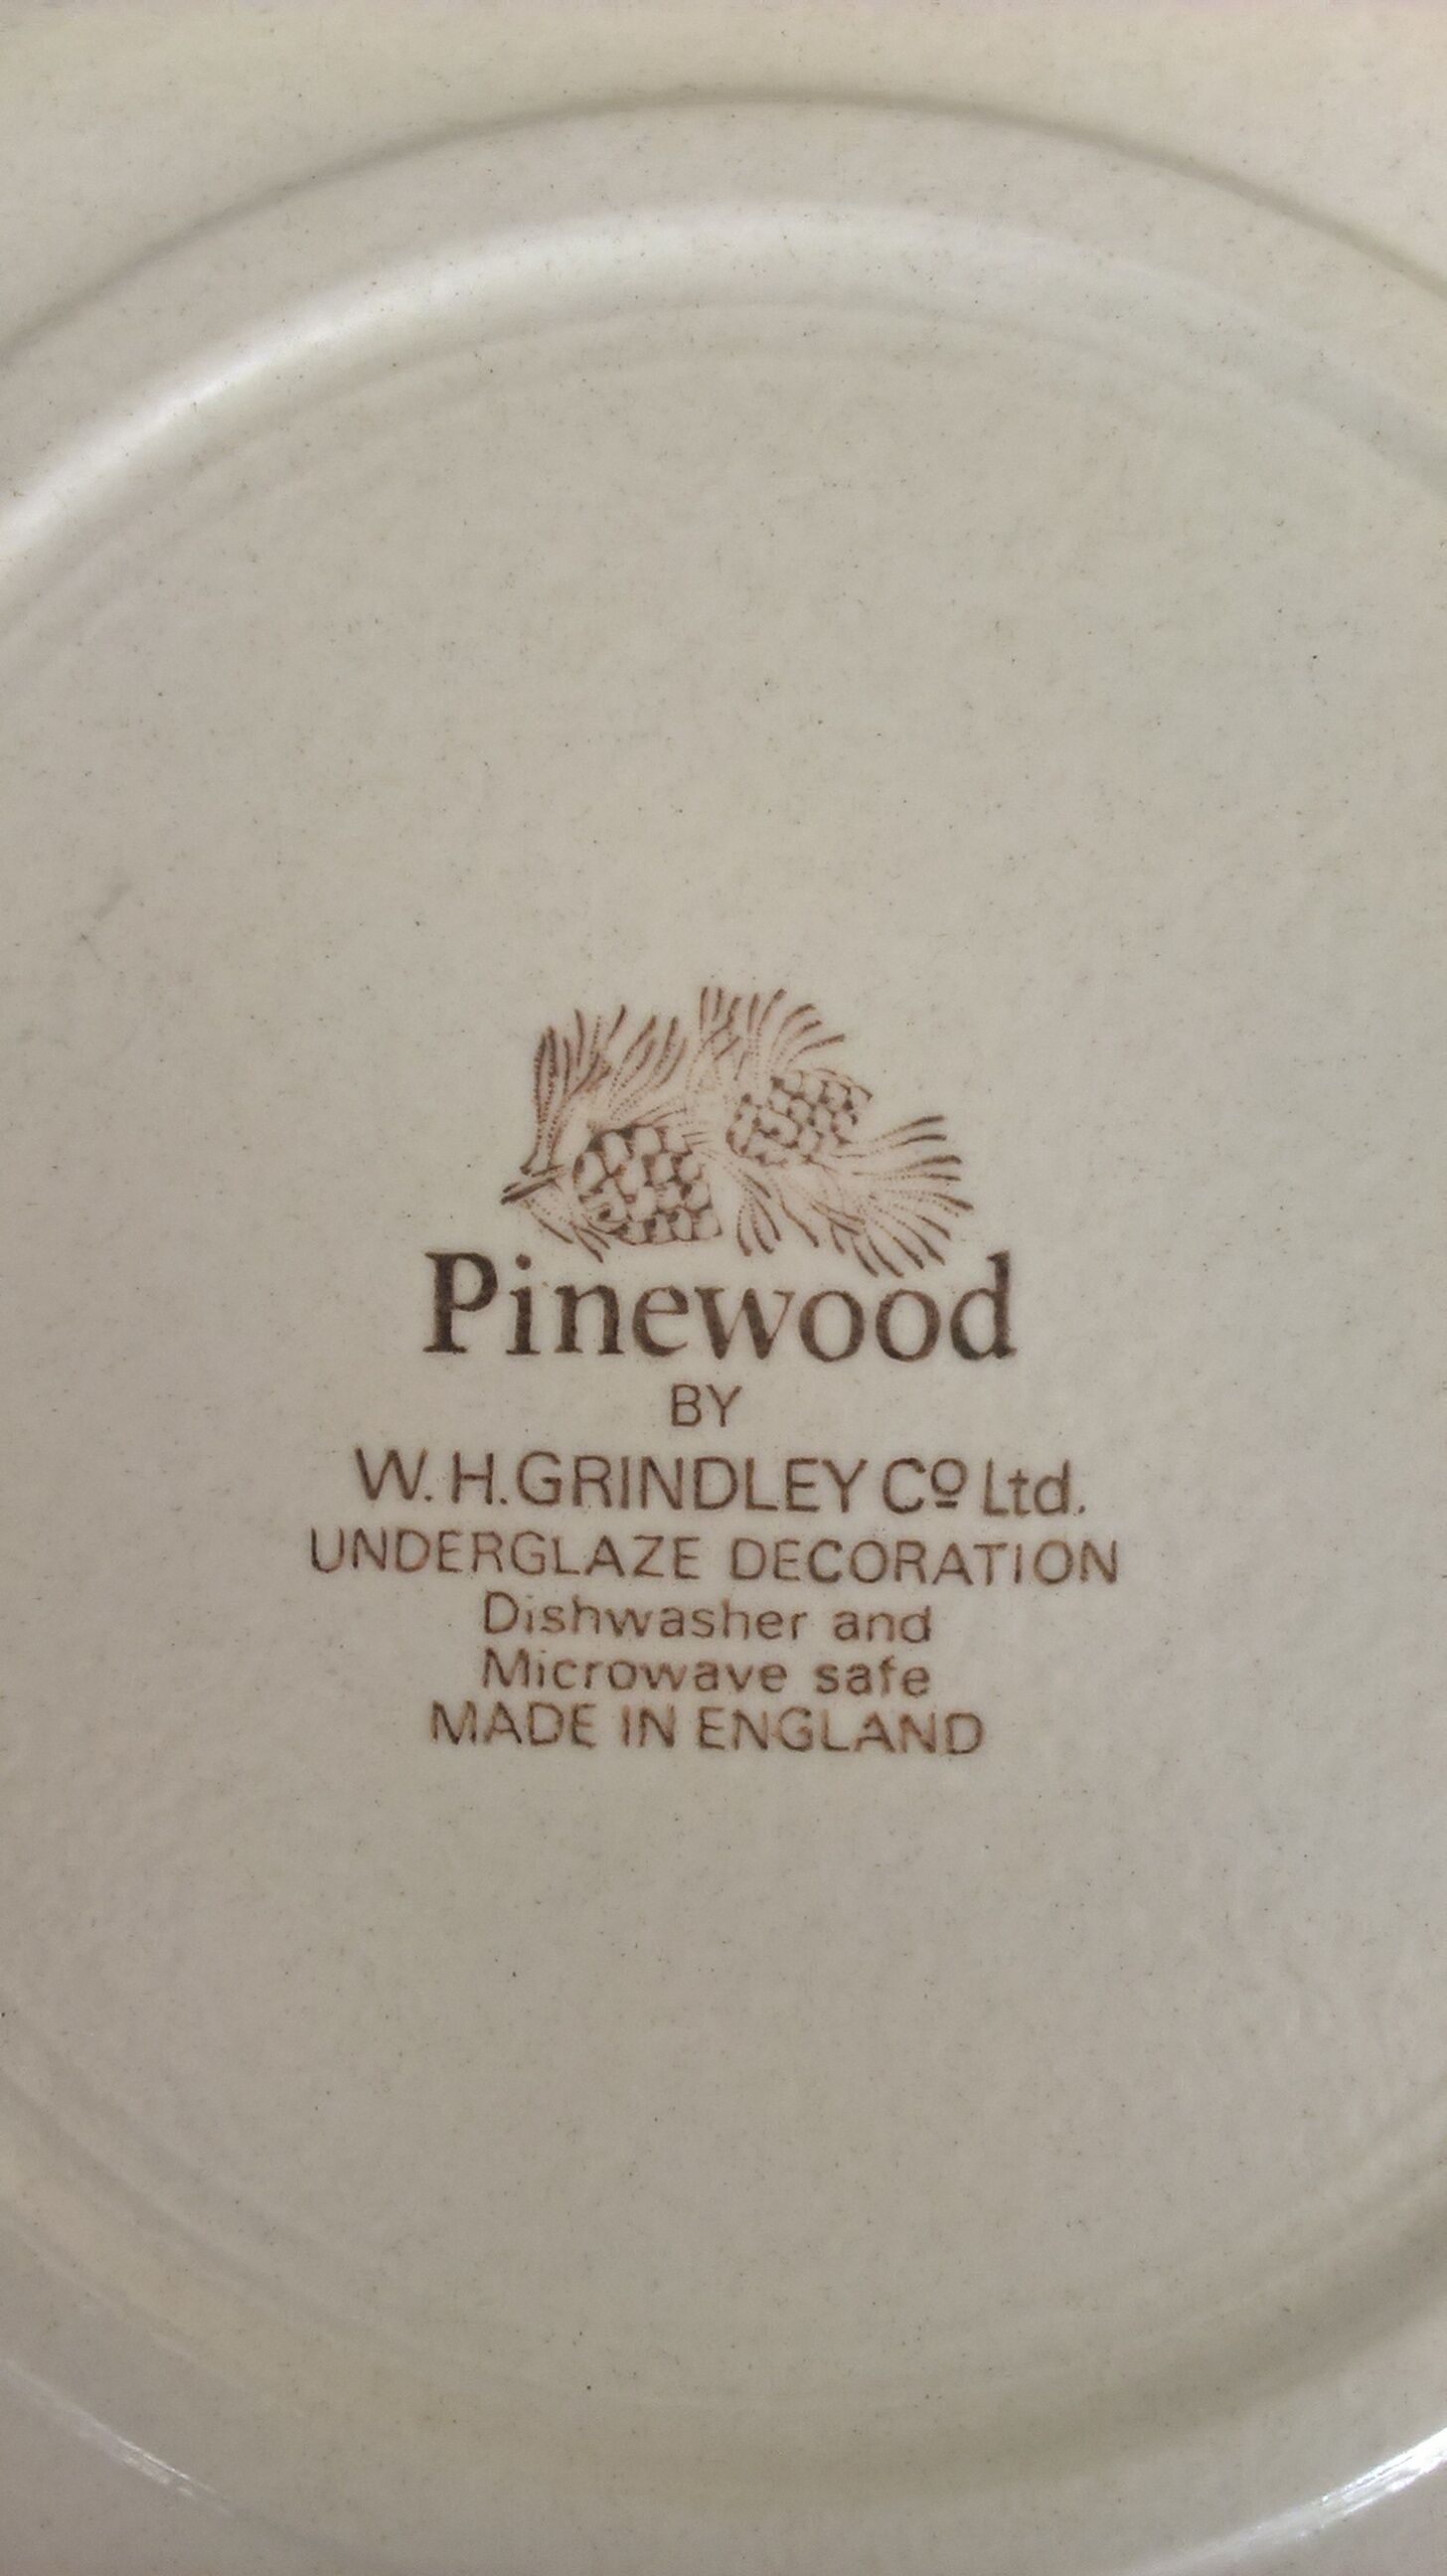 Pinewood
BY
W.H.GRINDLEY Cº Ltd.
UNDERGLAZE DECORATION
Dishwasher and
Microwave safe
MADE IN ENGLAND